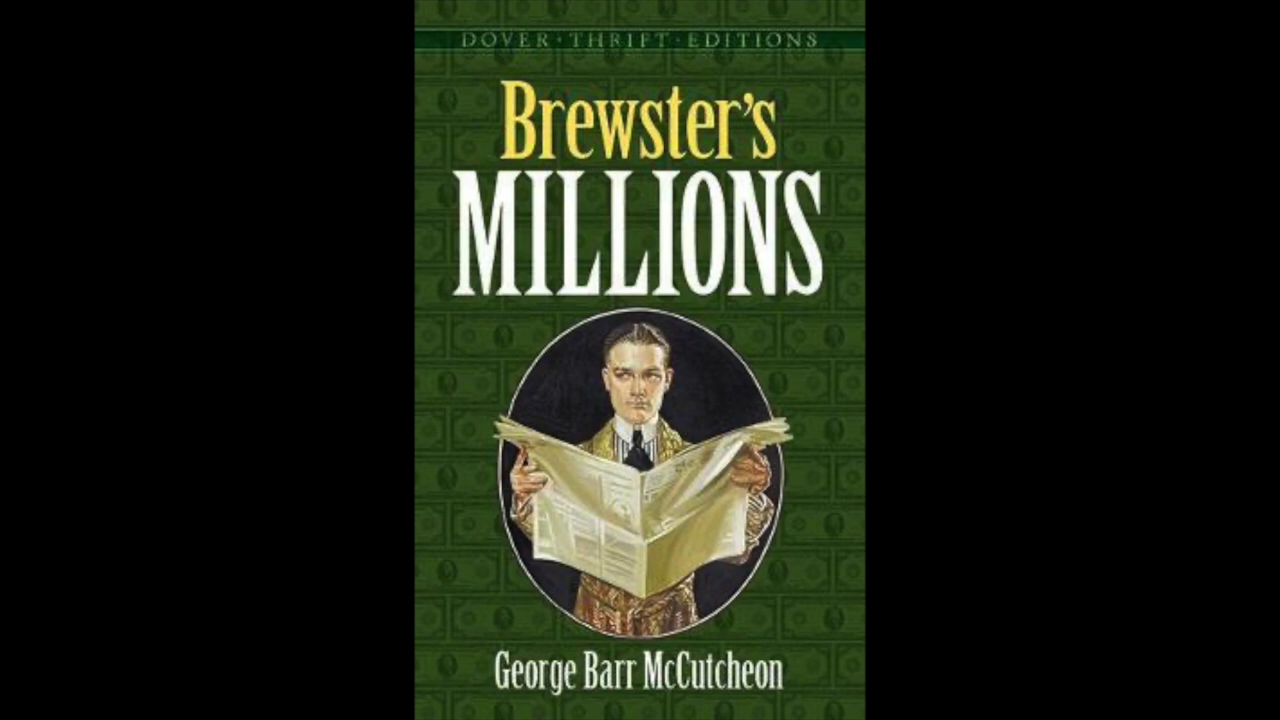 DOVER · THRIFT · EDITIONS
Brewster's
MILLIONS
George Barr McCutcheon